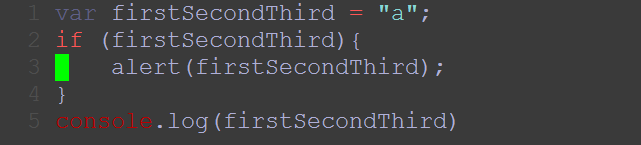 1 var firstSecondThird = "a";
2 if (firstSecondThird){
3     alert(firstSecondThird);
4 }
5 console.log(firstSecondThird)